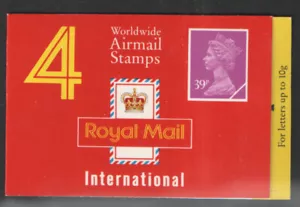 4
Worldwide
Airmail
Stamps
39P
Royal Mail
International
For letters up to 10g